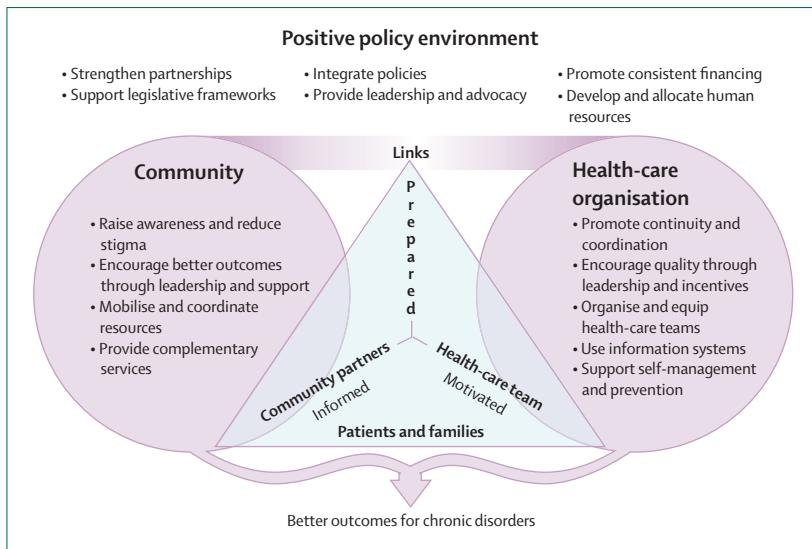 Positive policy environment
• Strengthen partnerships
• Support legislative frameworks
• Integrate policies
• Provide leadership and advocacy
• Promote consistent financing
• Develop and allocate human
resources
Links
Community
• Raise awareness and reduce
stigma
• Encourage better outcomes
through leadership and support
• Mobilise and coordinate
resources
• Provide complementary
services
Prepared
Community partners
Informed
Health-care team
Motivated
Patients and families
Health-care
organisation
• Promote continuity and
coordination
• Encourage quality through
leadership and incentives
• Organise and equip
health-care teams
• Use information systems
• Support self-management
and prevention
Better outcomes for chronic disorders